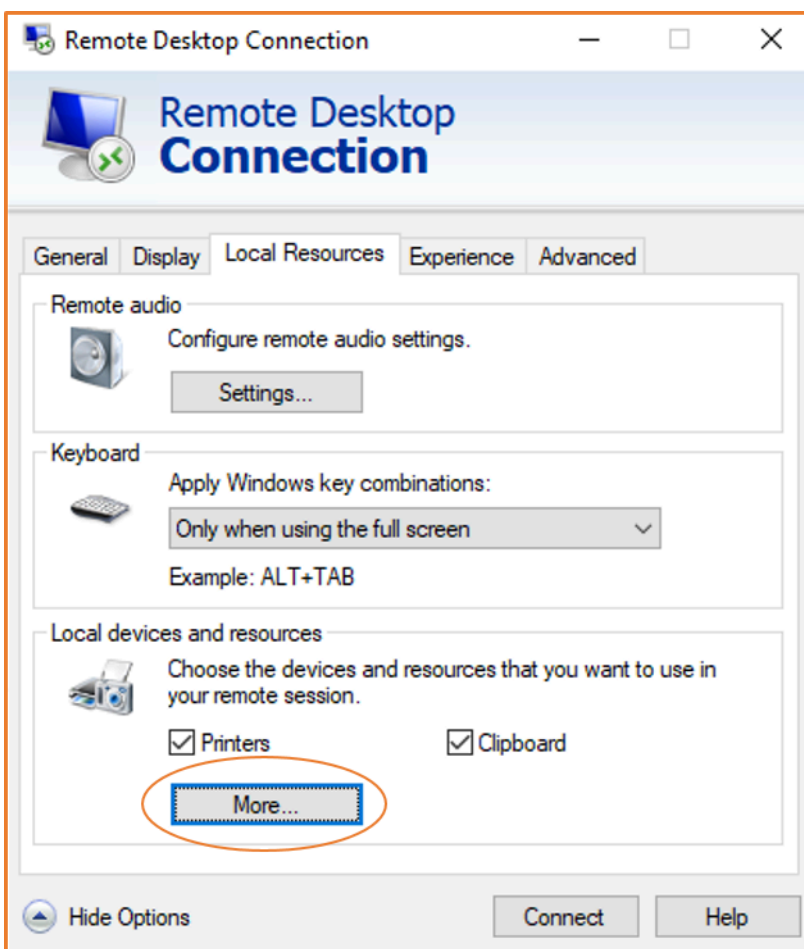 Remote Desktop Connection
Remote Desktop
Connection
General Display Local Resources Experience Advanced
Remote audio
Configure remote audio settings.
Settings...
Keyboard
Apply Windows key combinations:
Only when using the full screen
Example: ALT+TAB
Local devices and resources
Choose the devices and resources that you want to use in
your remote session.
Printers Clipboard
More...
Hide Options Connect Help